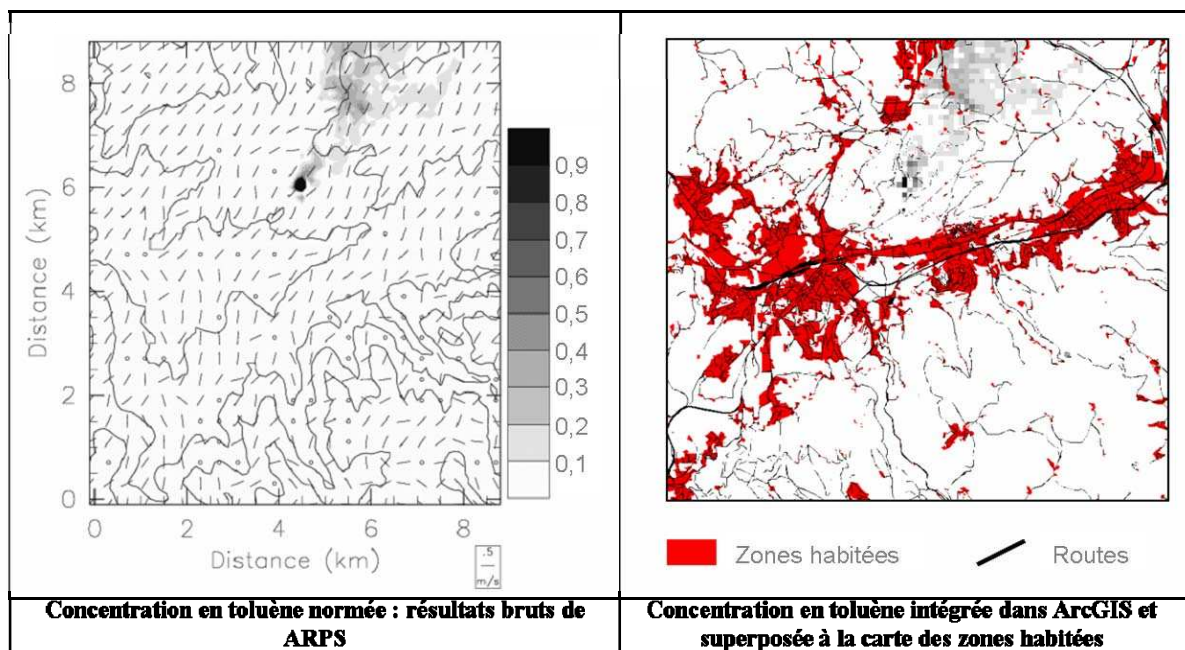 8
6
4
2
0
Distance (km)
0 2 4 6 8
Distance (km)
.5
m/s
0,9
0,8
0,7
0,6
0,5
0,4
0,3
0,2
0,1
Zones habitées
Routes
Concentration en toluène normée : résultats bruts de
ARPS
Concentration en toluène intégrée dans ArcGIS et
superposée à la carte des zones habitées